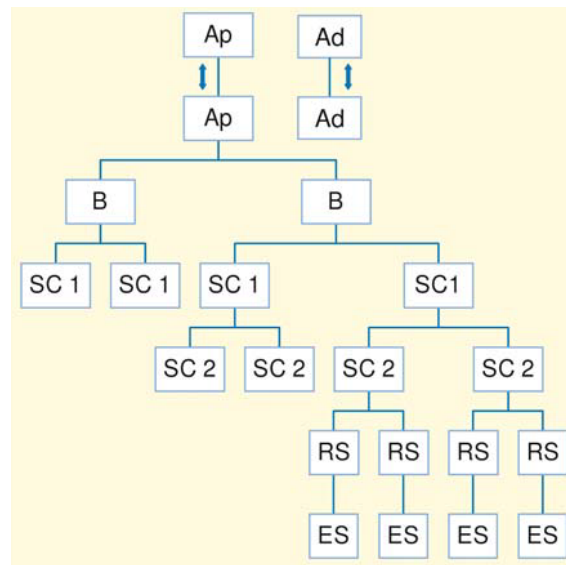 Ap Ad
Ap Ad
B B
SC 1 SC 1 SC 1 SC1
SC 2 SC 2 SC 2 SC 2
RS RS RS RS
ES ES ES ES